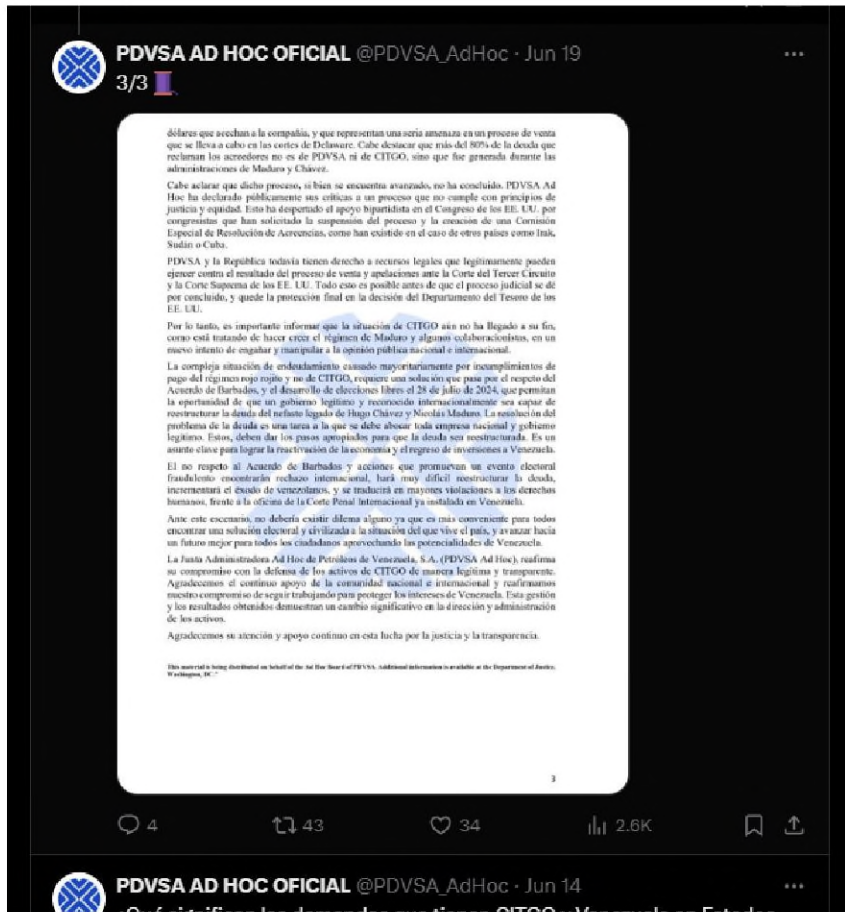 PDVSA AD HOC OFICIAL @PDVSA_AdHoc · Jun 19
3/3
dólares que acechan a la compañía, y que representan una seria amenaza en un proceso de venta
que se lleva a cabo en las cortes de Delaware. Cabe destacar que más del 80% de la deuda que
reclaman los acreedores no es de PDVSA ni de CITGO, sino que fue generada durante las
administraciones de Maduro y Chávez.
Cabe aclarar que dicho proceso, si bien se encuentra avanzado, no ha concluido. PDVSA Ad
Hoc ha declarado públicamente sus críticas a un proceso que no cumple con principios de
justicia y equidad. Esto ha despertado el apoyo bipartidista en el Congreso de los EE. UU. por
congresistas que han solicitado la suspensión del proceso y la creación de una Comisión
Especial de Resolución de Acreencias, como han existido en el caso de otros países como Irak,
Sudán o Cuba.
PDVSA y la República todavía tienen derecho a recursos legales que legítimamente pueden
ejercer contra el resultado del proceso de venta y apelaciones ante la Corte del Tercer Circuito
y la Corte Suprema de los EE. UU. Todo esto es posible antes de que el proceso judicial se dé
por concluido, y quede la protección final en la decisión del Departamento del Tesoro de los
EE. UU.
Por lo tanto, es importante informar que la situación de CITGO aún no ha llegado a su fin,
como está tratando de hacer creer el régimen de Maduro y algunos colaboracionistas, en un
nuevo intento de engañar y manipular a la opinión pública nacional e internacional.
La compleja situación de endeudamiento causado mayoritariamente por incumplimientos de
pago del régimen rojo rojito y no de CITGO, requiere una solución que pasa por el respeto del
Acuerdo de Barbados, y el desarrollo de elecciones libres el 28 de julio de 2024, que permitan
la oportunidad de que un gobierno legítimo y reconocido internacionalmente sea capaz de
reestructurar la deuda del nefasto legado de Hugo Chávez y Nicolás Maduro. La resolución del
problema de la deuda es una tarea a la que se debe abocar toda empresa nacional y gobierno
legítimo. Estos, deben dar los pasos apropiados para que la deuda sea reestructurada. Es un
asunto clave para lograr la reactivación de la economía y el regreso de inversiones a Venezuela.
El no respeto al Acuerdo de Barbados y acciones que promuevan un evento electoral
fraudulento encontrarán rechazo internacional, hará muy difícil reestructurar la deuda,
incrementará el éxodo de venezolanos, y se traducirá en mayores violaciones a los derechos
humanos, frente a la oficina de la Corte Penal Internacional ya instalada en Venezuela.
Ante este escenario, no debería existir dilema alguno ya que es más conveniente para todos
encontrar una solución electoral y civilizada a la situación del que vive el país, y avanzar hacia
un futuro mejor para todos los ciudadanos aprovechando las potencialidades de Venezuela.
La Junta Administradora Ad Hoc de Petróleos de Venezuela, S.A. (PDVSA Ad Hoc), reafirma
su compromiso con la defensa de los activos de CITGO de manera legítima y transparente.
Agradecemos el continuo apoyo de la comunidad nacional e internacional y reafirmamos
nuestro compromiso de seguir trabajando para proteger los intereses de Venezuela. Esta gestión
y los resultados obtenidos demuestran un cambio significativo en la dirección y administración
de los activos.
Agradecemos su atención y apoyo continuo en esta lucha por la justicia y la transparencia.
This material is being distributed on behalf of the Ad Hoc Board of PDVSA. Additional information is available at the Department of Justice,
Washington, DC."
3
4 43 34 2.6K
PDVSA AD HOC OFICIAL @PDVSA_AdHoc · Jun 14
¿Qué significan las demandas que tienen CITGO y Venezuela en Estados